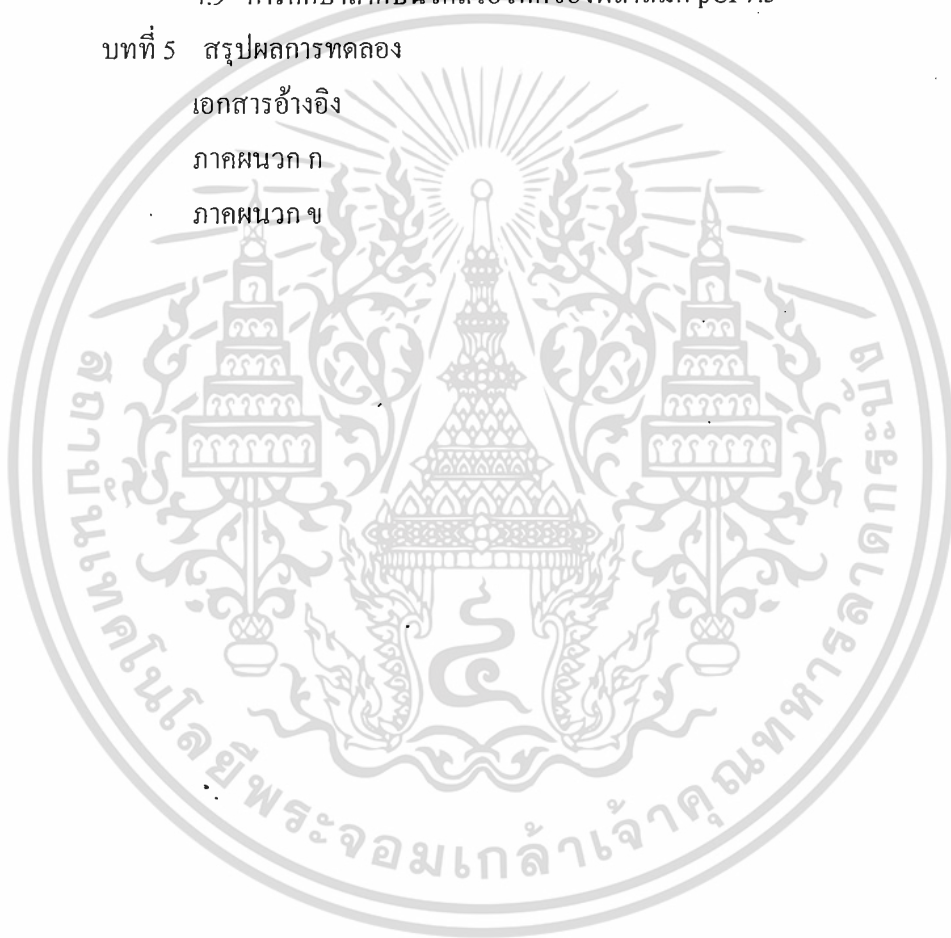 บทที่ 5 สรุปผลการทดลอง
เอกสารอ้างอิง
ภาคผนวก ก
ภาคผนวก ข
สถาบันเทคโนโลยีพระจอมเกล้าเจ้าคุณทหารลาดกระบัง